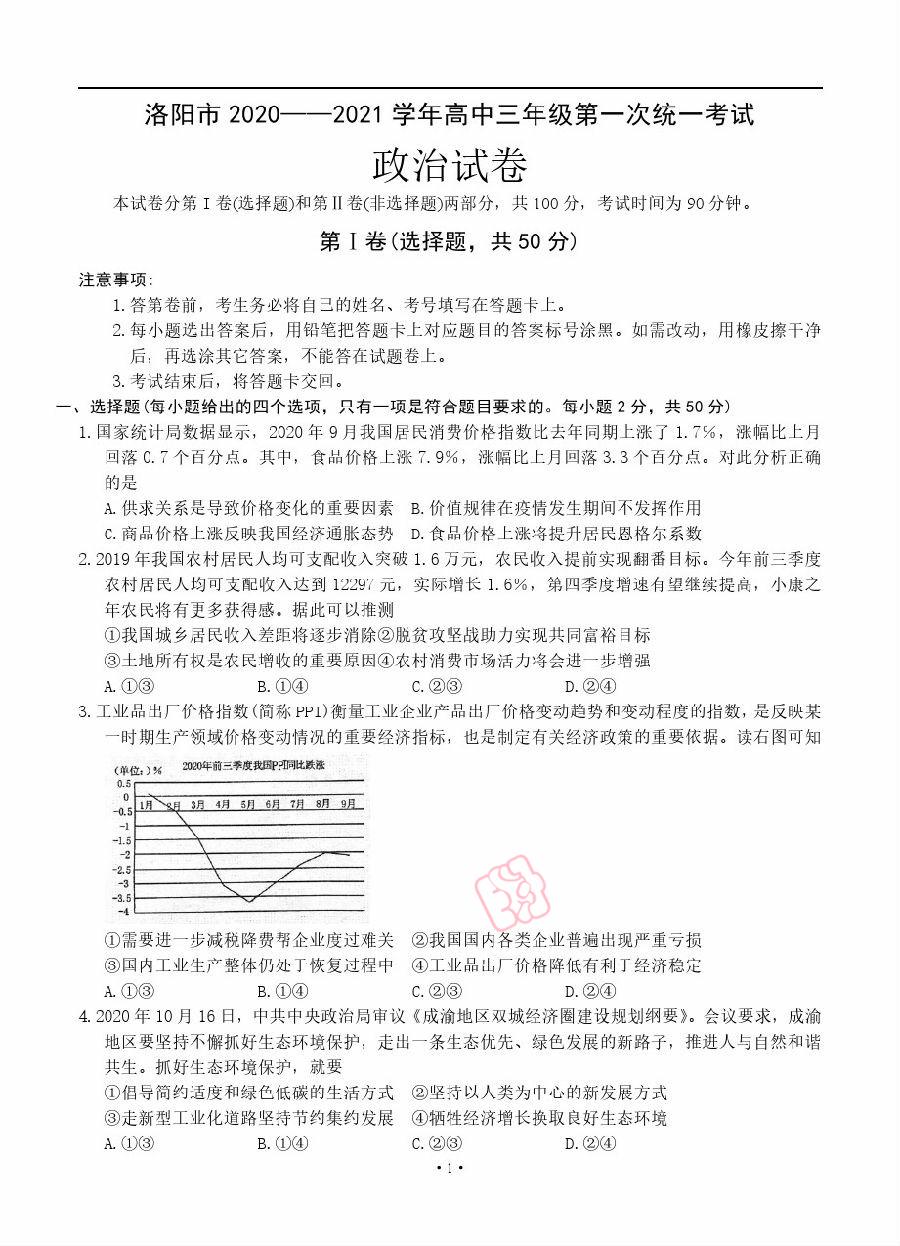 洛阳市 2020——2021 学年高中三年级第一次统一考试
政治试卷
本试卷分第Ⅰ卷(选择题)和第Ⅱ卷(非选择题)两部分，共 100 分，考试时间为 90 分钟。
第Ⅰ卷(选择题，共 50 分)
注意事项：
1. 答第卷前，考生务必将自己的姓名、考号填写在答题卡上。
2. 每小题选出答案后，用铅笔把答题卡上对应题目的答案标号涂黑。如需改动，用橡皮擦干净
后；再选涂其它答案，不能答在试题卷上。
3. 考试结束后，将答题卡交回。
一、选择题(每小题给出的四个选项，只有一项是符合题目要求的。每小题 2 分，共 50 分)
1. 国家统计局数据显示，2020 年 9 月我国居民消费价格指数比去年同期上涨了 1.7%，涨幅比上月
回落 0.7 个百分点。其中，食品价格上涨 7.9%，涨幅比上月回落 3.3 个百分点。对此分析正确
的是
A. 供求关系是导致价格变化的重要因素 B. 价值规律在疫情发生期间不发挥作用
C. 商品价格上涨反映我国经济通胀态势 D. 食品价格上涨将提升居民恩格尔系数
2. 2019 年我国农村居民人均可支配收入突破 1.6 万元，农民收入提前实现翻番目标。今年前三季度
农村居民人均可支配收入达到 12297 元，实际增长 1.6%，第四季度增速有望继续提高，小康之
年农民将有更多获得感。据此可以推测
①我国城乡居民收入差距将逐步消除②脱贫攻坚战助力实现共同富裕目标
③土地所有权是农民增收的重要原因④农村消费市场活力将会进一步增强
A. ①③ B. ①④ C. ②③ D. ②④
3. 工业品出厂价格指数(简称 PPI)衡量工业企业产品出厂价格变动趋势和变动程度的指数，是反映某
一时期生产领域价格变动情况的重要经济指标，也是制定有关经济政策的重要依据。读右图可知
(单位：)% 2020年前三季度我国PPI同比跌涨
0.5
0
1月 2月 3月 4月 5月 6月 7月 8月 9月
-0.5
-1
-1.5
-2
-2.5
-3
-3.5
-4
①需要进一步减税降费帮企业度过难关 ②我国国内各类企业普遍出现严重亏损
③国内工业生产整体仍处于恢复过程中 ④工业品出厂价格降低有利于经济稳定
A. ①③ B. ①④ C. ②③ D. ②④
4. 2020 年 10 月 16 日，中共中央政治局审议《成渝地区双城经济圈建设规划纲要》。会议要求，成渝
地区要坚持不懈抓好生态环境保护；走出一条生态优先、绿色发展的新路子，推进人与自然和谐
共生。抓好生态环境保护，就要
①倡导简约适度和绿色低碳的生活方式 ②坚持以人类为中心的新发展方式
③走新型工业化道路坚持节约集约发展 ④牺牲经济增长换取良好生态环境
A. ①③ B. ①④ C. ②③ D. ②④
·1·